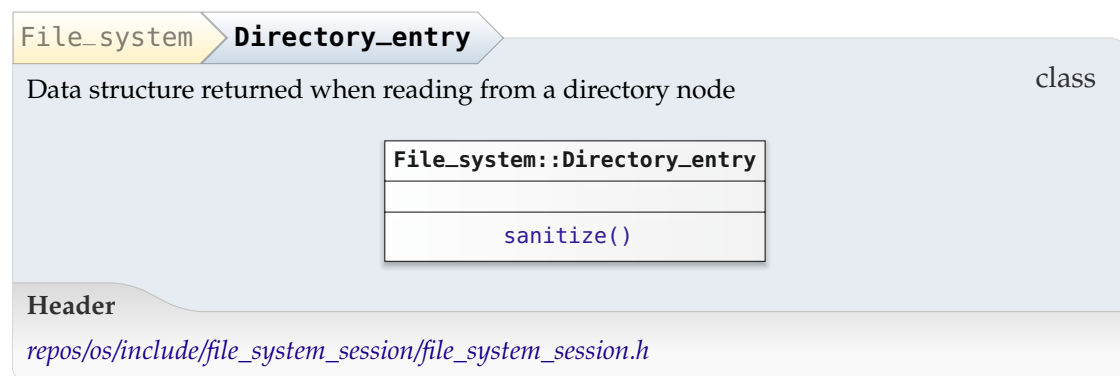 File_system Directory_entry
Data structure returned when reading from a directory node
class
File_system::Directory_entry
sanitize()
Header
repos/os/include/file_system_session/file_system_session.h